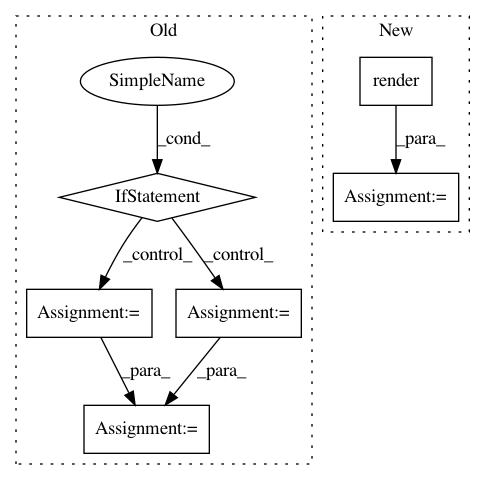 Old
New
SimpleName
render
_cond_
_para_
IfStatement
Assignment:=
_control_
_control_
Assignment:=
Assignment:=
_para_
_para_
Assignment:=